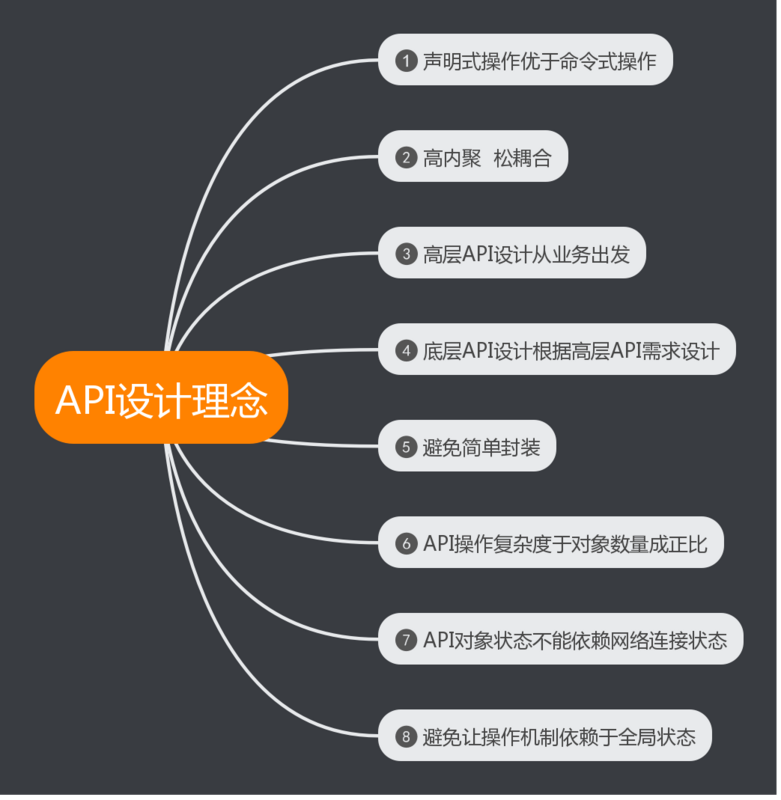 ① 声明式操作优于命令式操作
② 高内聚 松耦合
③ 高层API设计从业务出发
④ 底层API设计根据高层API需求设计
API设计理念
⑤ 避免简单封装
⑥ API操作复杂度于对象数量成正比
⑦ API对象状态不能依赖网络连接状态
⑧ 避免让操作机制依赖于全局状态